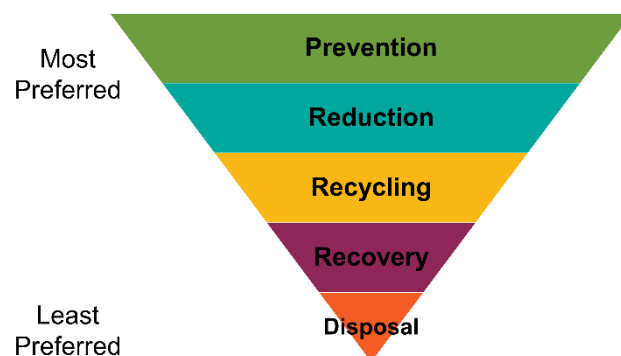 Most
Preferred
Prevention
Reduction
Recycling
Recovery
Least
Preferred
Disposal